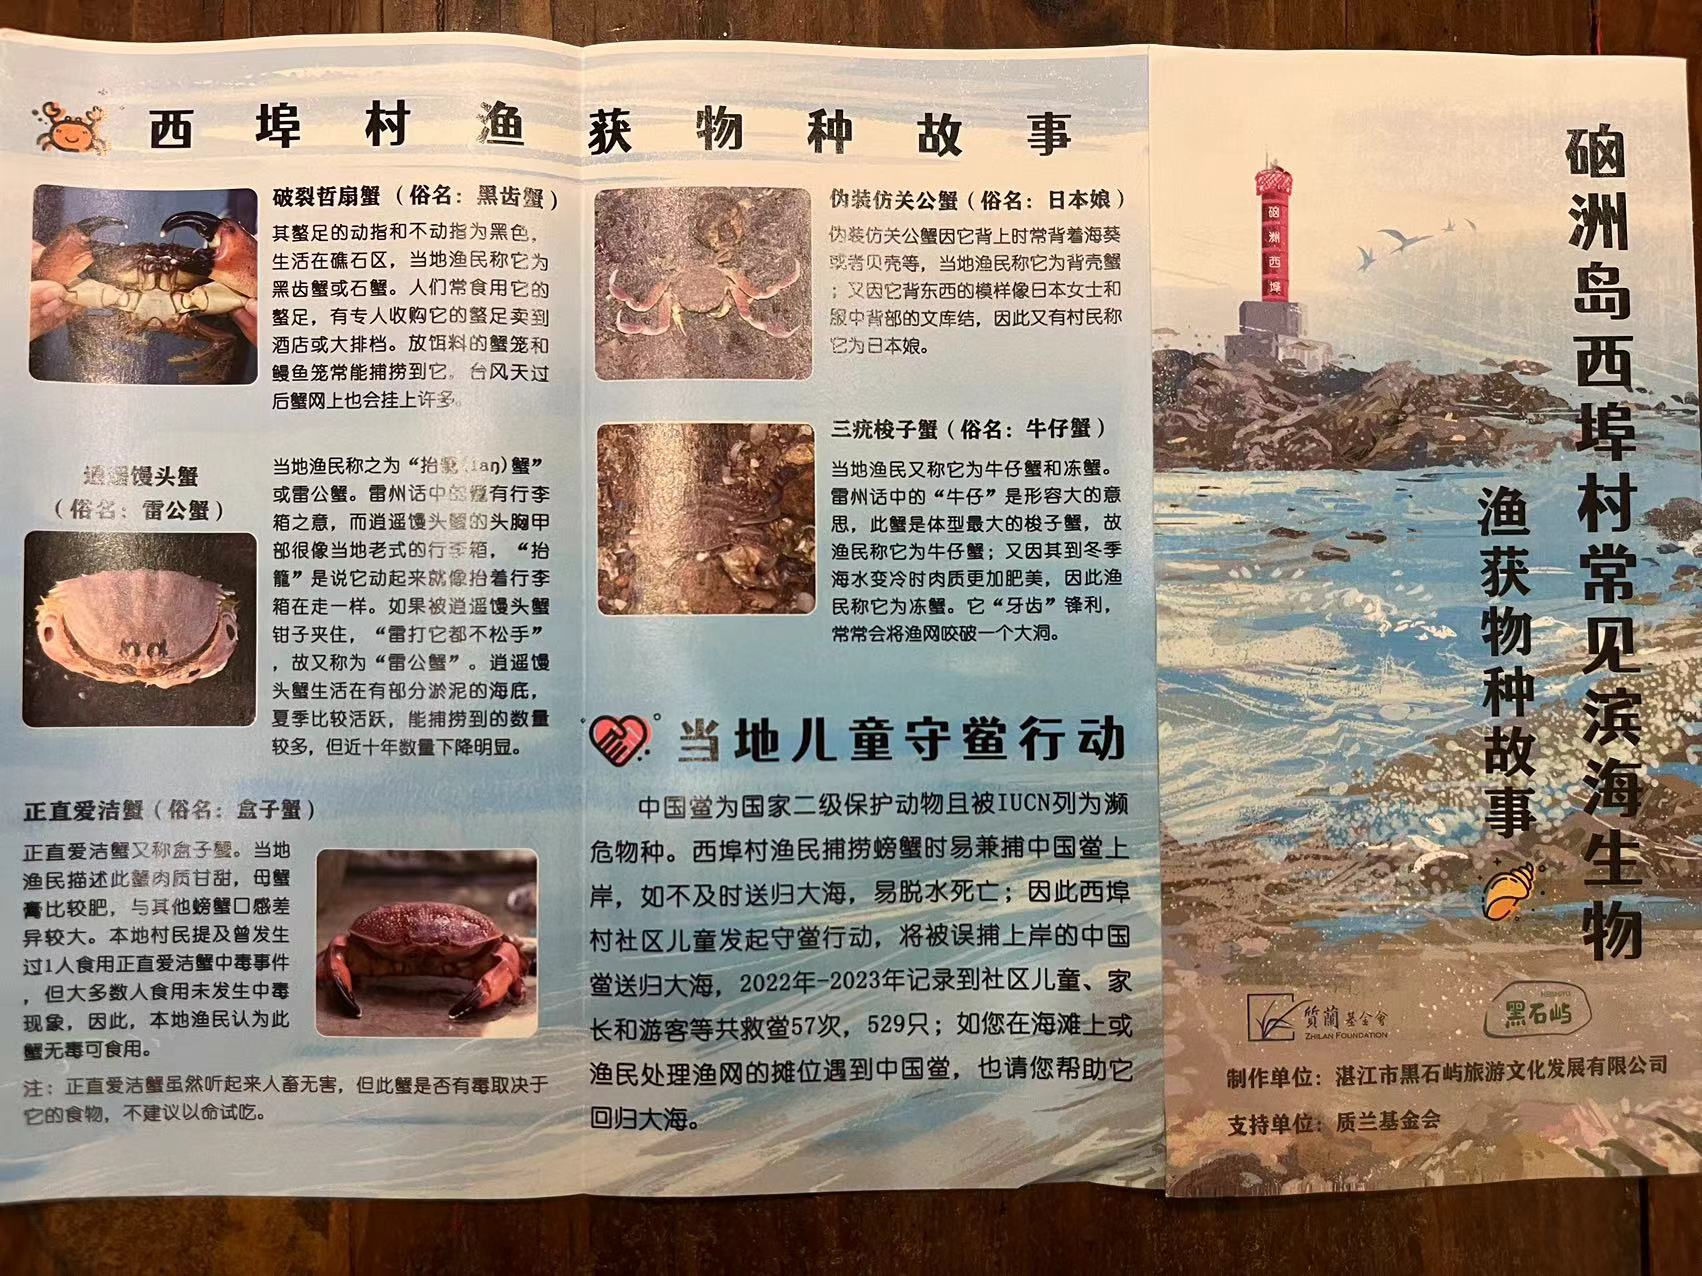 西埠村渔获物种故事
破裂哲扇蟹（俗名：黑齿蟹）
其螯足的动指和不动指为黑色，
生活在礁石区，当地渔民称它为
黑齿蟹或石蟹。人们常食用它的
螯足，有专人收购它的螯足卖到
酒店或大排档。放饵料的蟹笼和
鳗鱼笼常能捕捞到它。台风天过
后蟹网上也会挂上许多。
逍遥馒头蟹
（俗名：雷公蟹）
当地渔民称之为“抬笼(laŋ)蟹”
或雷公蟹。雷州话中的笼有行李
箱之意，而逍遥馒头蟹的头胸甲
部很像当地老式的行李箱，“抬
籠”是说它动起来就像抬着行李
箱在走一样。如果被逍遥馒头蟹
钳子夹住，“雷打它都不松手”
，故又称为“雷公蟹”。逍遥馒
头蟹生活在有部分淤泥的海底，
夏季比较活跃，能捕捞到的数量
较多，但近十年数量下降明显。
正直爱洁蟹（俗名：盒子蟹）
正直爱洁蟹又称盒子蟹。当地
渔民描述此蟹肉质甘甜，母蟹
膏比较肥，与其他螃蟹口感差
异较大。本地村民提及曾发生
过1人食用正直爱洁蟹中毒事件
，但大多数人食用未发生中毒
现象，因此，本地渔民认为此
蟹无毒可食用。
注：正直爱洁蟹虽然听起来人畜无害，但此蟹是否有毒取决于
它的食物，不建议以命试吃。
伪装仿关公蟹（俗名：日本娘）
伪装仿关公蟹因它背上时常背着海葵
或者贝壳等，当地渔民称它为背壳蟹
；又因它背东西的模样像日本女士和
服中背部的文库结，因此又有村民称
它为日本娘。
三疣梭子蟹（俗名：牛仔蟹）
当地渔民又称它为牛仔蟹和冻蟹。
雷州话中的“牛仔”是形容大的意
思，此蟹是体型最大的梭子蟹，故
渔民称它为牛仔蟹；又因其到冬季
海水变冷时肉质更加肥美，因此渔
民称它为冻蟹。它“牙齿”锋利，
常常会将渔网咬破一个大洞。
当地儿童守鲎行动
中国鲎为国家二级保护动物且被IUCN列为濒
危物种。西埠村渔民捕捞螃蟹时易兼捕中国鲎上
岸，如不及时送归大海，易脱水死亡；因此西埠
村社区儿童发起守鲎行动，将被误捕上岸的中国
鲎送归大海，2022年-2023年记录到社区儿童、家
长和游客等共救鲎57次，529只；如您在海滩上或
渔民处理渔网的摊位遇到中国鲎，也请您帮助它
回归大海。
硇洲岛西埠村常见滨海生物
渔获物种故事
硇洲西埠
質蘭基金會
ZHILAN FOUNDATION
HEISHIYU
黑石屿
制作单位：湛江市黑石屿旅游文化发展有限公司
支持单位：质兰基金会